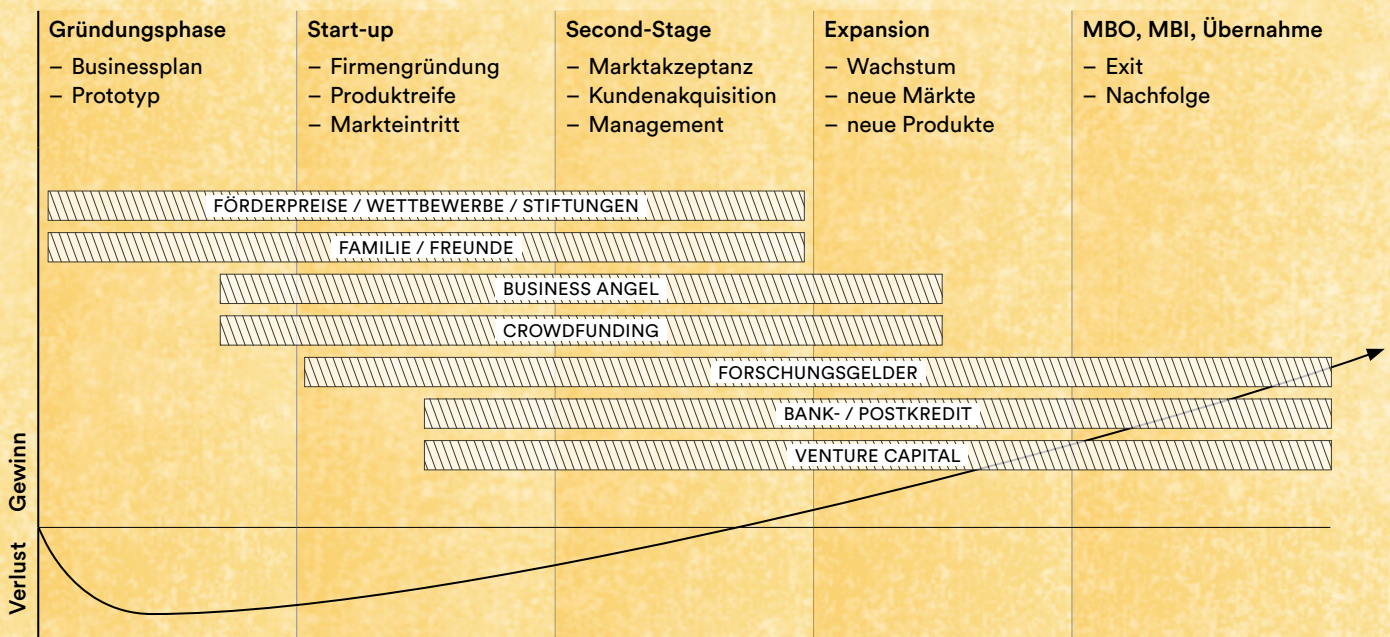 Gründungsphase
– Businessplan
– Prototyp
Start-up
– Firmengründung
– Produktreife
– Markteintritt
Second-Stage
– Marktakzeptanz
– Kundenakquisition
– Management
Expansion
– Wachstum
– neue Märkte
– neue Produkte
MBO, MBI, Übernahme
– Exit
– Nachfolge
FÖRDERPREISE / WETTBEWERBE / STIFTUNGEN
FAMILIE / FREUNDE
BUSINESS ANGEL
CROWDFUNDING
FORSCHUNGSGELDER
BANK- / POSTKREDIT
VENTURE CAPITAL
Gewinn
Verlust